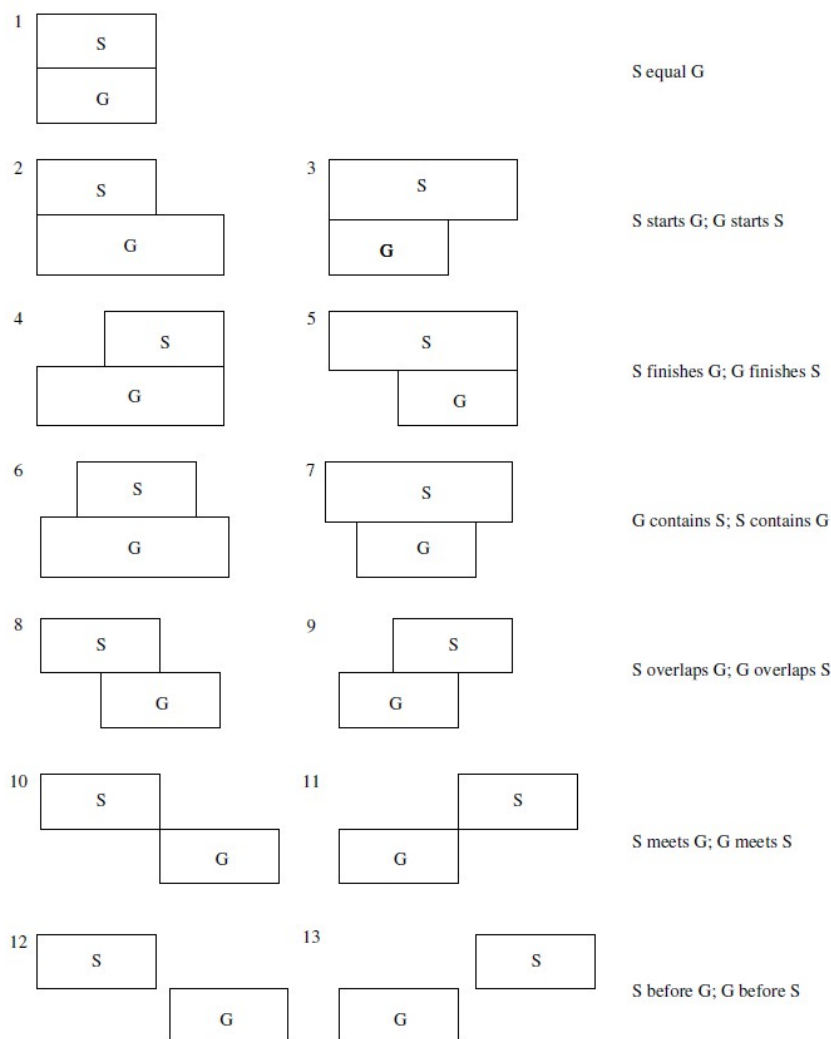 1
S
G
S equal G
2
S
G
3
S
G
S starts G; G starts S
4
S
G
5
S
G
S finishes G; G finishes S
6
S
G
7
S
G
G contains S; S contains G
8
S
G
9
S
G
S overlaps G; G overlaps S
10
S
G
11
S
G
S meets G; G meets S
12
S
G
13
S
G
S before G; G before S